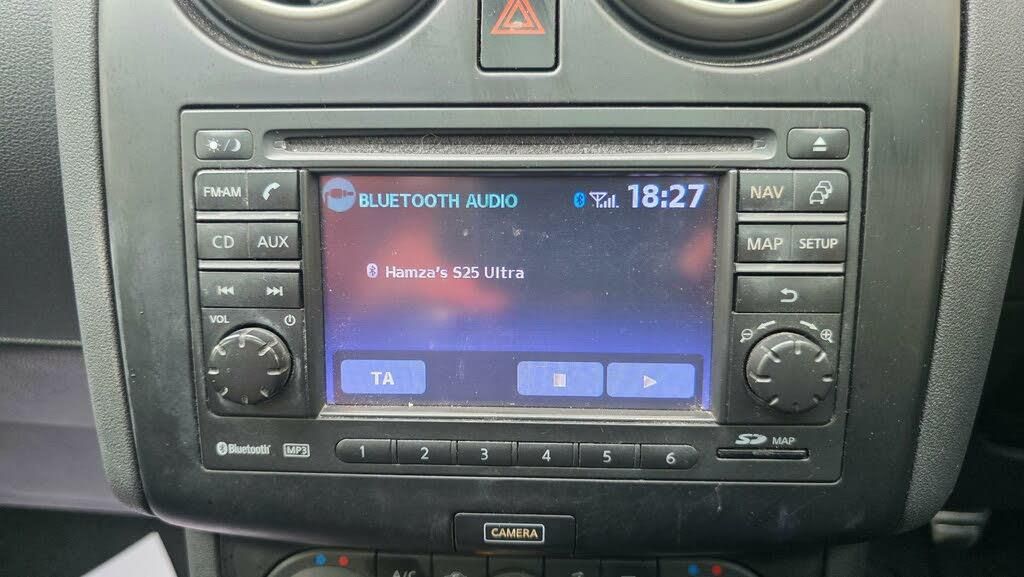 BLUETOOTH AUDIO 18:27
Hamza's S25 Ultra
TA
FM·AM
CD AUX
VOL
NAV
MAP SETUP
Bluetooth MP3
1 2 3 4 5 6
SD MAP
CAMERA
A/C